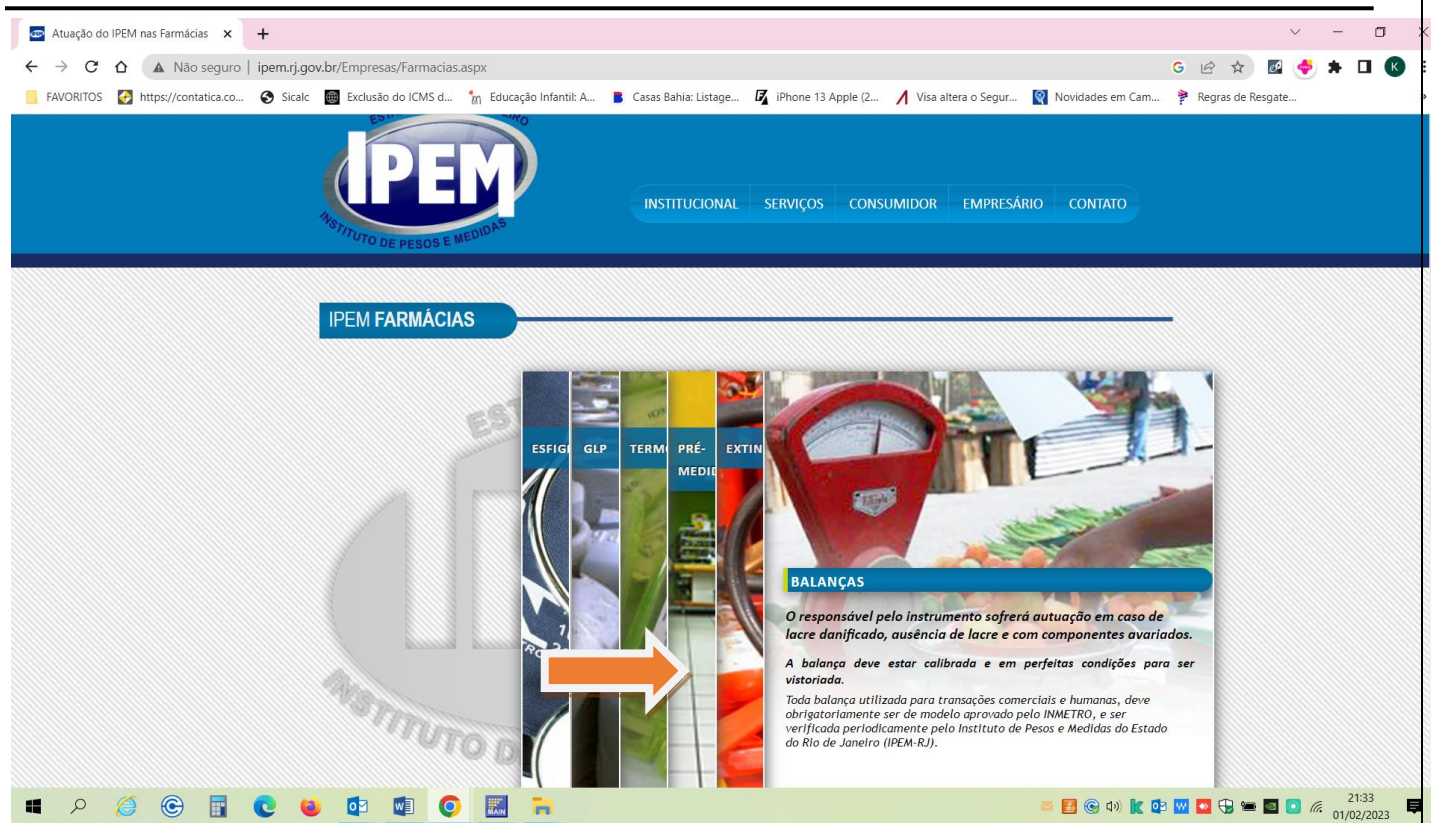 Atuação do IPEM nas Farmácias
Não seguro | ipem.rj.gov.br/Empresas/Farmacias.aspx
FAVORITOS https://contatica.co... Sicalc Exclusão do ICMS d... Educação Infantil: A... Casas Bahia: Listage... iPhone 13 Apple (2... Visa altera o Segur... Novidades em Cam... Regras de Resgate...
IPEM
INSTITUTO DE PESOS E MEDIDAS
INSTITUCIONAL SERVIÇOS CONSUMIDOR EMPRESÁRIO CONTATO
IPEM FARMÁCIAS
ESFIG GLP TERM PRÉ- EXTIN
MEDID
Filizola
BALANÇAS
O responsável pelo instrumento sofrerá autuação em caso de
lacre danificado, ausência de lacre e com componentes avariados.
A balança deve estar calibrada e em perfeitas condições para ser
vistoriada.
Toda balança utilizada para transações comerciais e humanas, deve
obrigatoriamente ser de modelo aprovado pelo INMETRO, e ser
verificada periodicamente pelo Instituto de Pesos e Medidas do Estado
do Rio de Janeiro (IPEM-RJ).
INSTITUTO D
21:33
01/02/2023